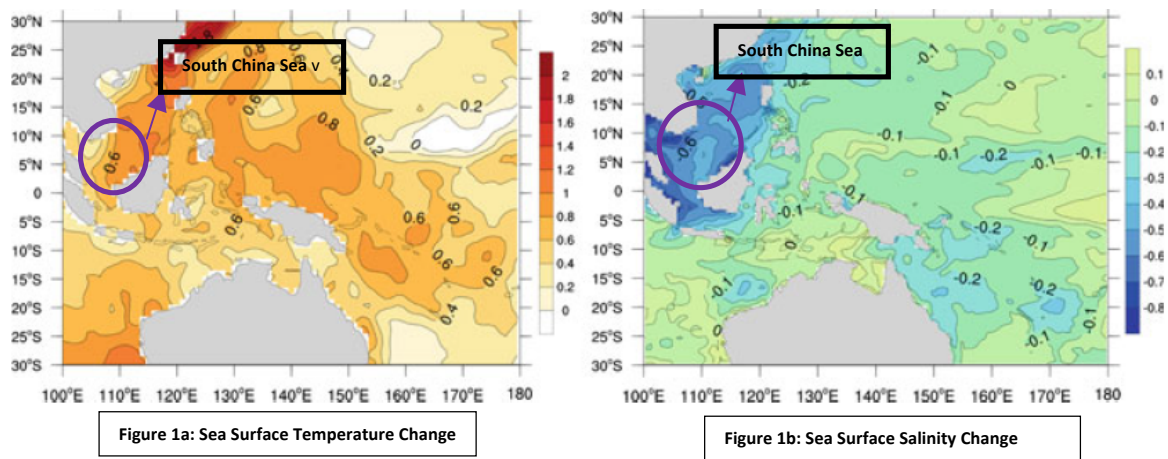 30°N
25°N
20°N
15°N
10°N
5°N
0
5°S
10°S
15°S
20°S
25°S
30°S
100°E 110°E 120°E 130°E 140°E 150°E 160°E 170°E 180
South China Sea v
1.8
0.8
0.6
0.6
0.8
0.2
0.2
0.2
0
0.6
0.6
0.6
0.6
0.6
0.4
2
1.8
1.6
1.4
1.2
1
0.8
0.6
0.4
0.2
0
Figure 1a: Sea Surface Temperature Change
30°N
25°N
20°N
15°N
10°N
5°N
0
5°S
10°S
15°S
20°S
25°S
30°S
100°E 110°E 120°E 130°E 140°E 150°E 160°E 170°E 180
South China Sea
-0.1
-0.2
-0.1
-0.6
-0.1
-0.1
-0.1
-0.2
-0.1
-0.1
-0.1
0
-0.2
-0.1
-0.1
-0.2
-0.2
-0.1
0
0.1
0
-0.1
-0.2
-0.3
-0.4
-0.5
-0.6
-0.7
-0.8
Figure 1b: Sea Surface Salinity Change